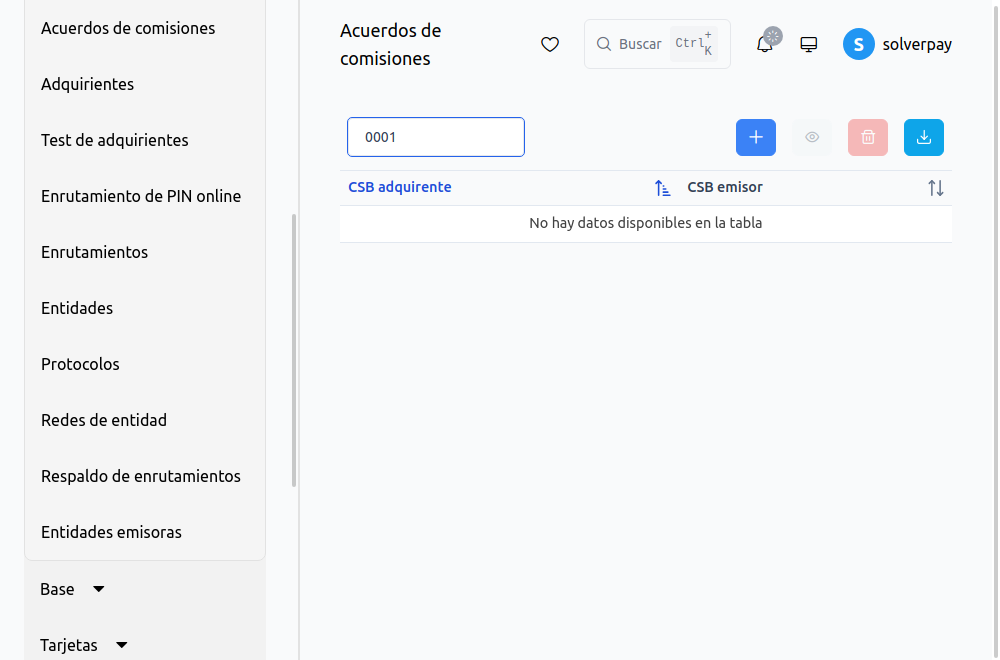 Acuerdos de comisiones
Adquirientes
Test de adquirientes
Enrutamiento de PIN online
Enrutamientos
Entidades
Protocolos
Redes de entidad
Respaldo de enrutamientos
Entidades emisoras
Base
Tarjetas
Acuerdos de
comisiones
Buscar Ctrl+K
S solverpay
0001
CSB adquirente CSB emisor
No hay datos disponibles en la tabla